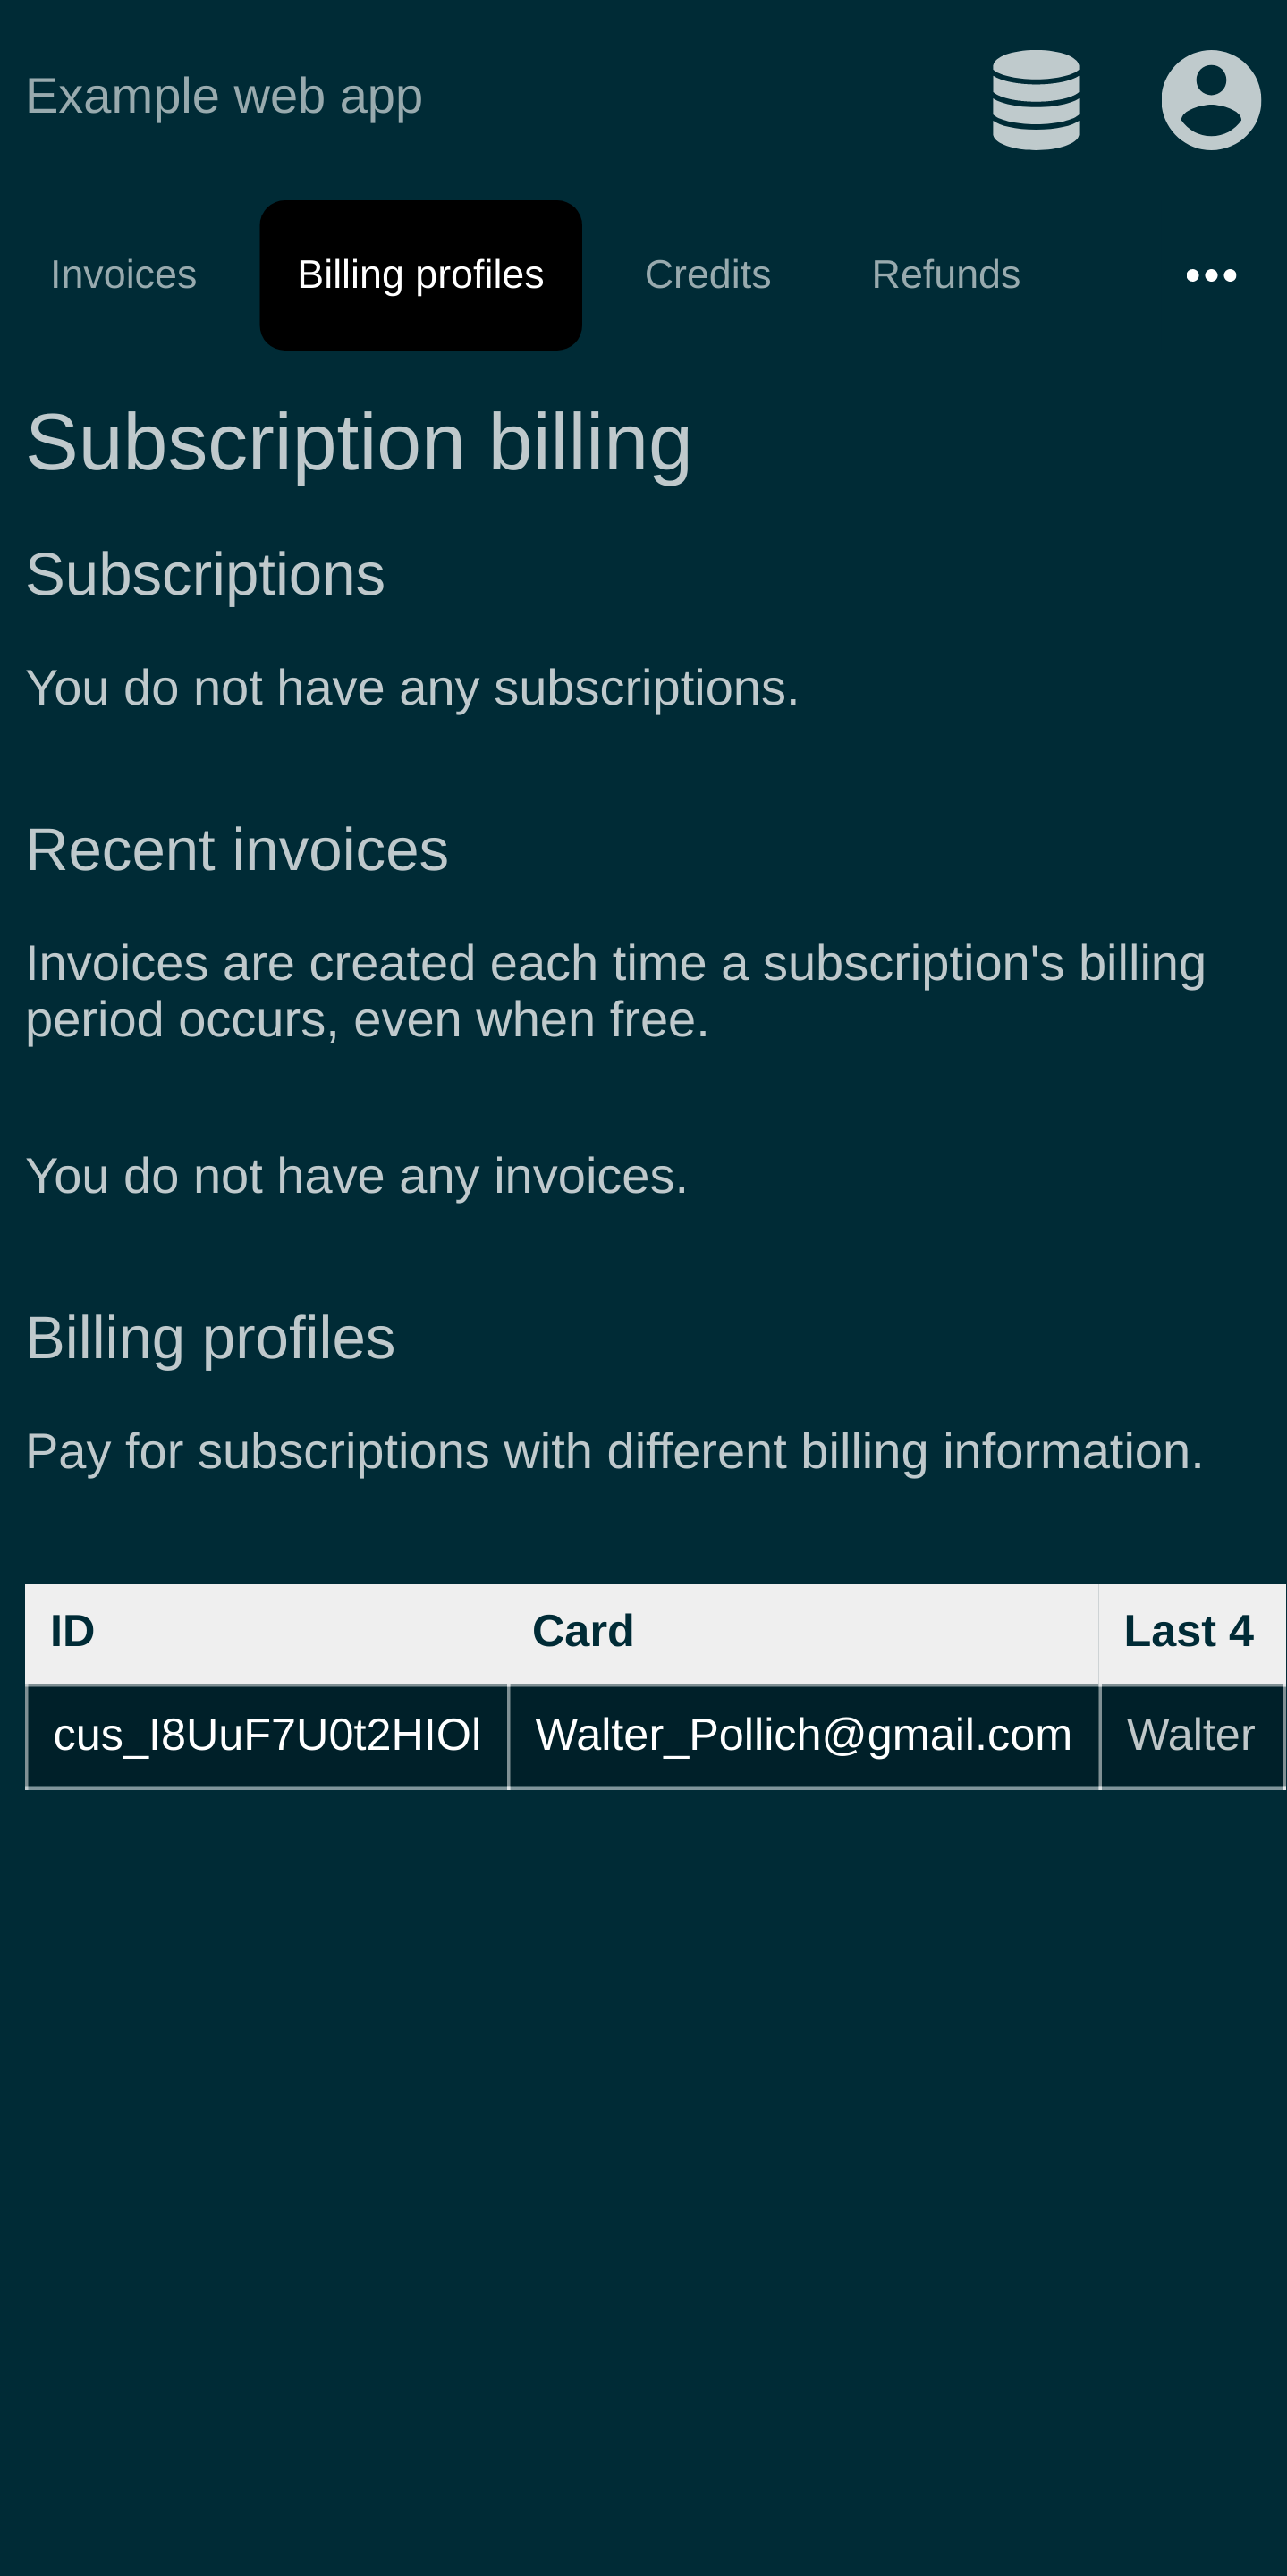 Example web app
Invoices Billing profiles Credits Refunds •••
Subscription billing
Subscriptions
You do not have any subscriptions.
Recent invoices
Invoices are created each time a subscription's billing
period occurs, even when free.
You do not have any invoices.
Billing profiles
Pay for subscriptions with different billing information.
ID Card Last 4
cus_I8UuF7U0t2HIOl Walter_Pollich@gmail.com Walter